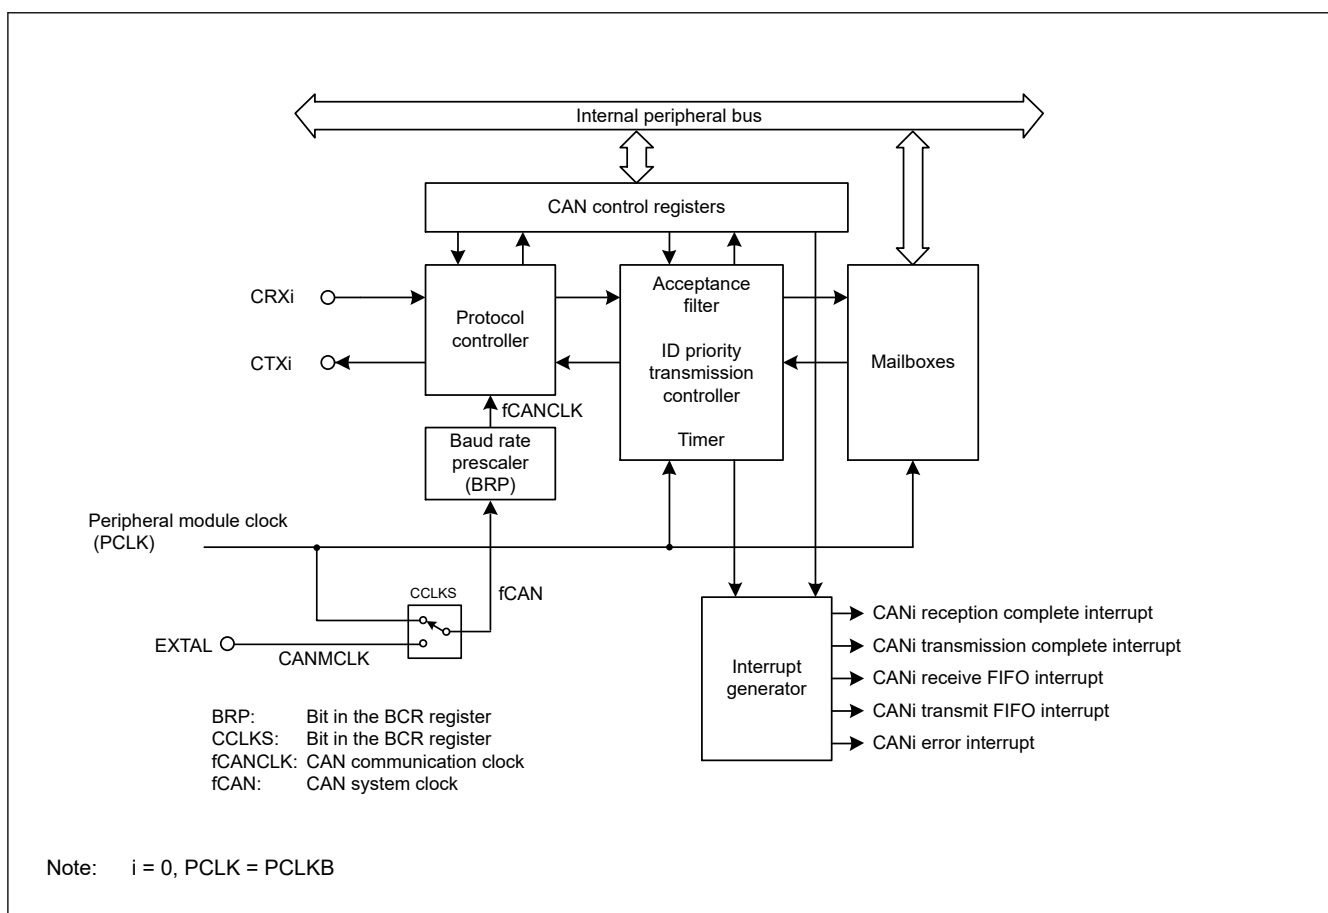 Internal peripheral bus
CAN control registers
CRXi
CTXi
Protocol
controller
Acceptance
filter
ID priority
transmission
controller
Timer
Mailboxes
fCANCLK
Baud rate
prescaler
(BRP)
Peripheral module clock
(PCLK)
CCLKS
fCAN
EXTAL
CANMCLK
Interrupt
generator
CANi reception complete interrupt
CANi transmission complete interrupt
CANi receive FIFO interrupt
CANi transmit FIFO interrupt
CANi error interrupt
BRP: Bit in the BCR register
CCLKS: Bit in the BCR register
fCANCLK: CAN communication clock
fCAN: CAN system clock
Note: i = 0, PCLK = PCLKB